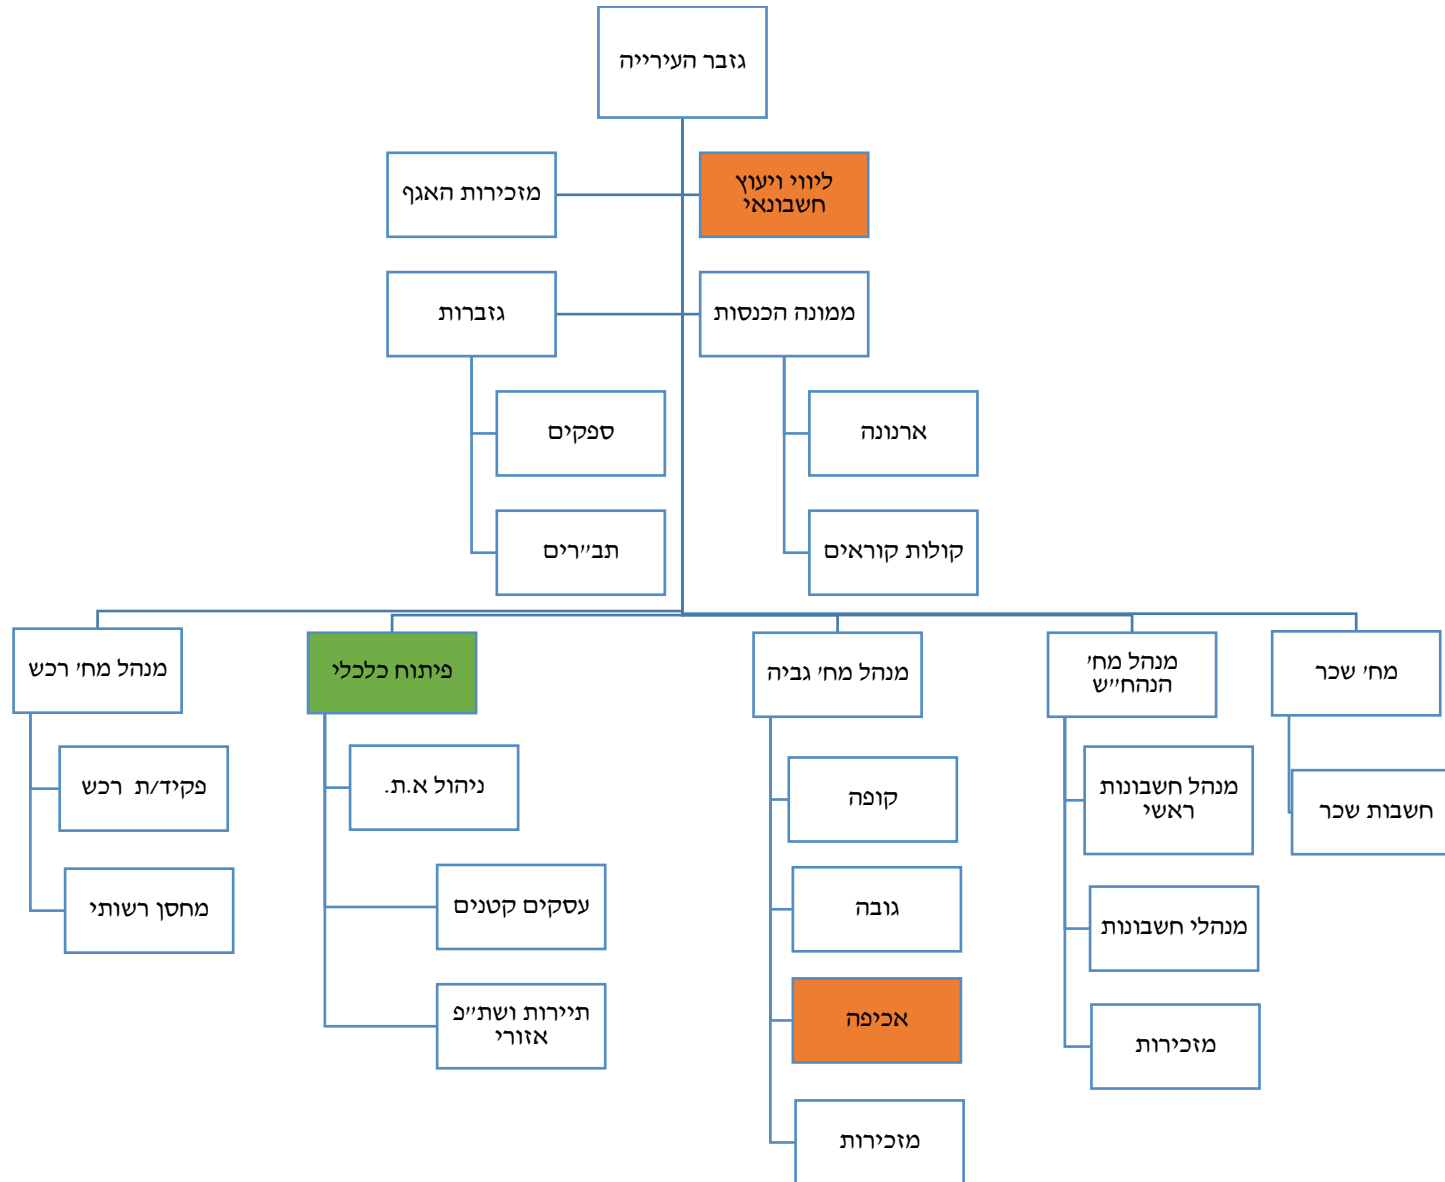 גזבר העירייה
ליווי ויעוץ
חשבונאי
מזכירות האגף
ממונה הכנסות
גזברות
ארנונה
ספקים
קולות קוראים
תב״רים
מח׳ שכר
מנהל מח׳
הנהח״ש
מנהל מח׳ גביה
פיתוח כלכלי
מנהל מח׳ רכש
חשבות שכר
מנהל חשבונות
ראשי
קופה
ניהול א.ת.
פקיד/ת  רכש
מנהלי חשבונות
גובה
עסקים קטנים
מחסן רשותי
מזכירות
אכיפה
תיירות ושת״פ
אזורי
מזכירות